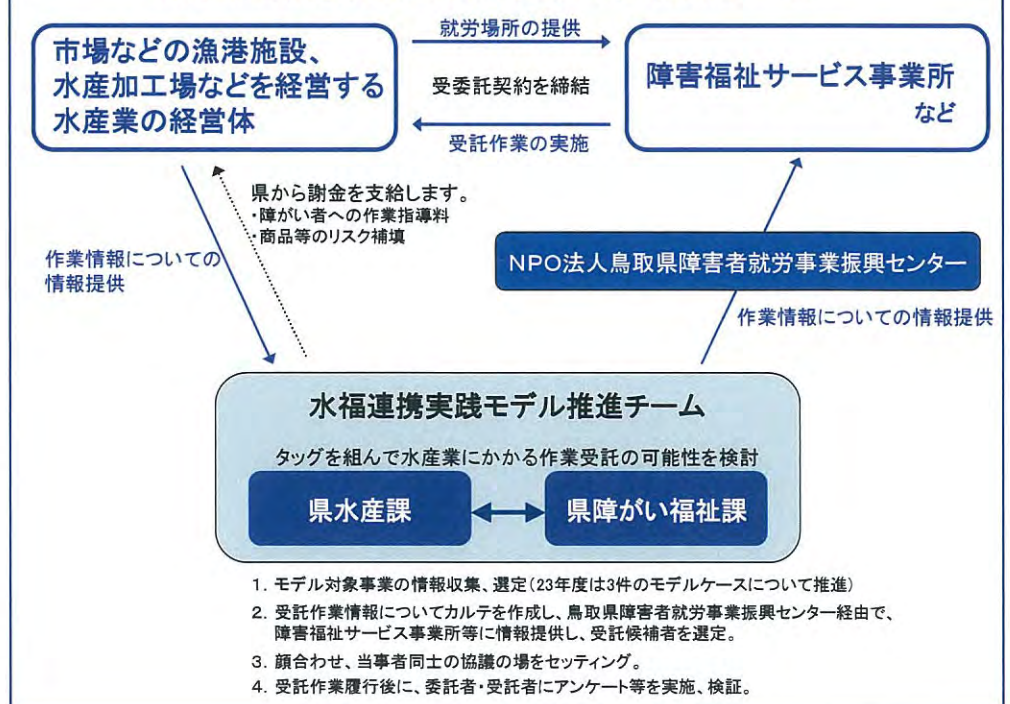 就労場所の提供
市場などの漁港施設、
水産加工場などを経営する
水産業の経営体
受委託契約を締結
障害福祉サービス事業所
など
受託作業の実施
県から謝金を支給します。
・障がい者への作業指導料
・商品等のリスク補填
作業情報についての
情報提供
NPO法人鳥取県障害者就労事業振興センター
作業情報についての情報提供
水福連携実践モデル推進チーム
タッグを組んで水産業にかかる作業受託の可能性を検討
県水産課
県障がい福祉課
1. モデル対象事業の情報収集、選定(23年度は3件のモデルケースについて推進)
2. 受託作業情報についてカルテを作成し、鳥取県障害者就労事業振興センター経由で、
障害福祉サービス事業所等に情報提供し、受託候補者を選定。
3. 顔合わせ、当事者同士の協議の場をセッティング。
4. 受託作業履行後に、委託者・受託者にアンケート等を実施、検証。